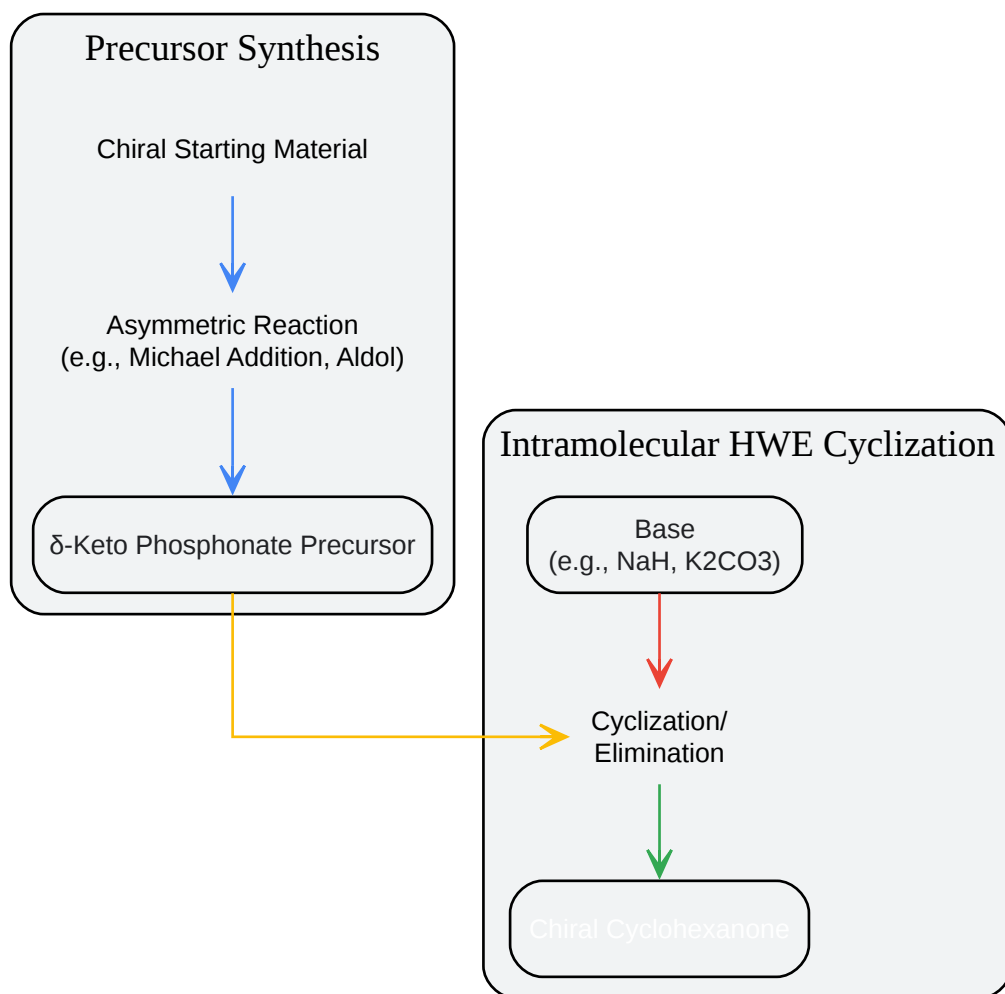 Precursor Synthesis
Chiral Starting Material
Asymmetric Reaction
(e.g., Michael Addition, Aldol)
δ-Keto Phosphonate Precursor
Intramolecular HWE Cyclization
Base
(e.g., NaH, K2CO3)
Cyclization/
Elimination
Chiral Cyclohexanone